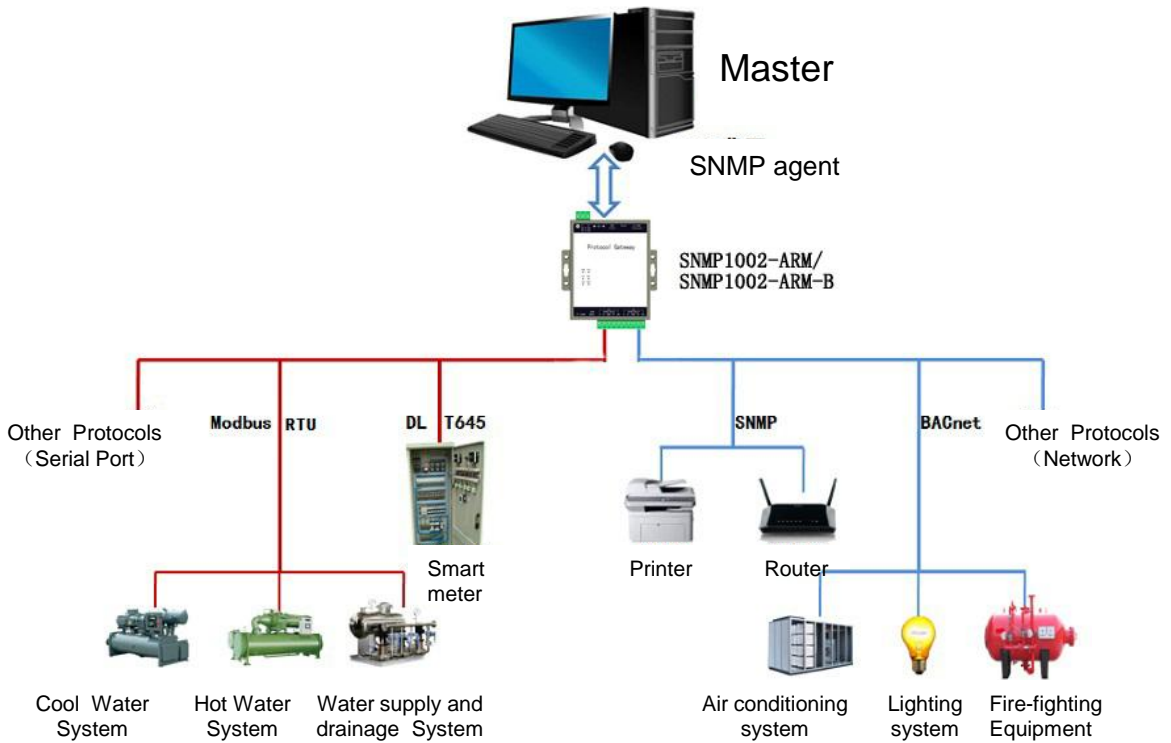 Master
SNMP agent
Protocol Gateway
SNMP1002-ARM/
SNMP1002-ARM-B
Other Protocols
（Serial Port）
Modbus RTU
DL T645
SNMP
BACnet
Other Protocols
（Network）
Smart
meter
Printer
Router
Cool Water
System
Hot Water
System
Water supply and
drainage System
Air conditioning
system
Lighting
system
Fire-fighting
Equipment